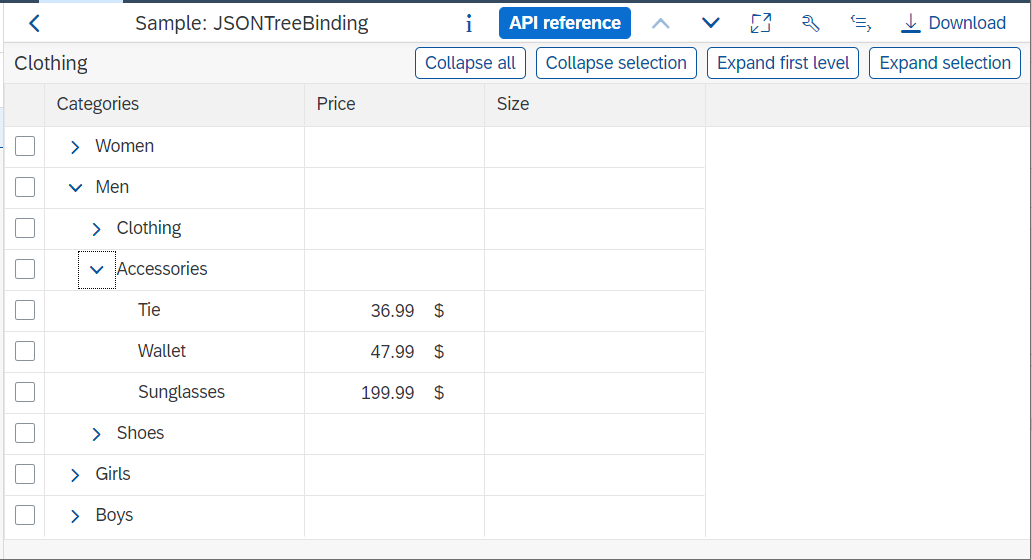 Sample: JSONTreeBinding i API reference Download
Clothing Collapse all Collapse selection Expand first level Expand selection
Categories Price Size
Women
Men
Clothing
Accessories
Tie 36.99 $
Wallet 47.99 $
Sunglasses 199.99 $
Shoes
Girls
Boys